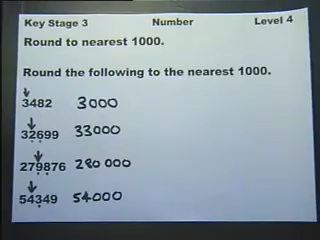 Key Stage 3 Number Level 4
Round to nearest 1000.
Round the following to the nearest 1000.
3482 3000
32699 33000
279876 280 000
54349 54000